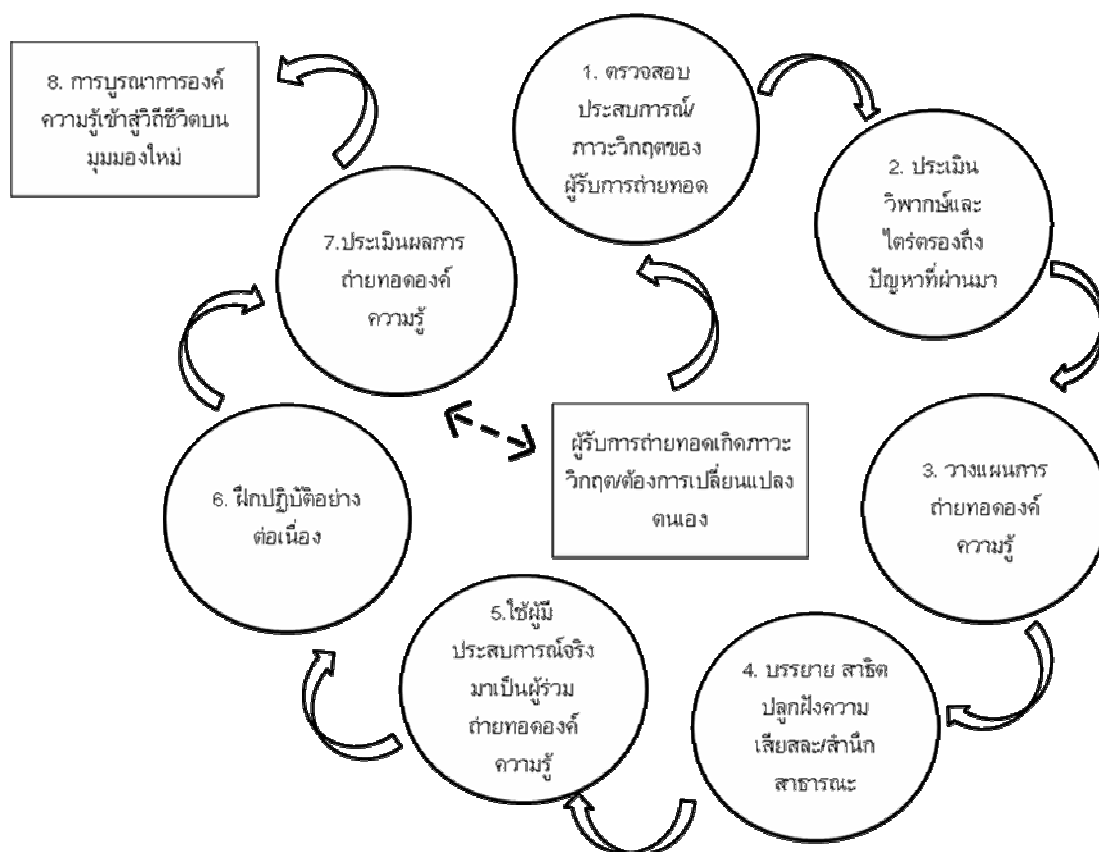 1. ตรวจสอบ
ประสบการณ์/
ภาวะวิกฤตของ
ผู้รับการถ่ายทอด
2. ประเมิน
วิพากษ์และ
ไตร่ตรองถึง
ปัญหาที่ผ่านมา
3. วางแผนการ
ถ่ายทอดองค์
ความรู้
4. บรรยาย สาธิต
ปลูกฝังความ
เสียสละ/สำนึก
สาธารณะ
5.ใช้ผู้มี
ประสบการณ์จริง
มาเป็นผู้ร่วม
ถ่ายทอดองค์
ความรู้
6. ฝึกปฏิบัติอย่าง
ต่อเนื่อง
7.ประเมินผลการ
ถ่ายทอดองค์
ความรู้
8. การบูรณาการองค์
ความรู้เข้าสู่วิถีชีวิตบน
มุมมองใหม่
ผู้รับการถ่ายทอดเกิดภาวะ
วิกฤต/ต้องการเปลี่ยนแปลง
ตนเอง